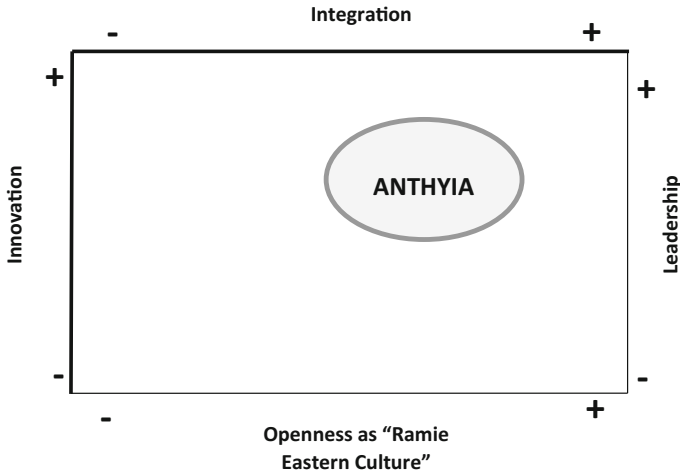 Integration
- +
+ +
Innovation
ANTHYIA
Leadership
- -
- +
Openness as “Ramie
Eastern Culture”